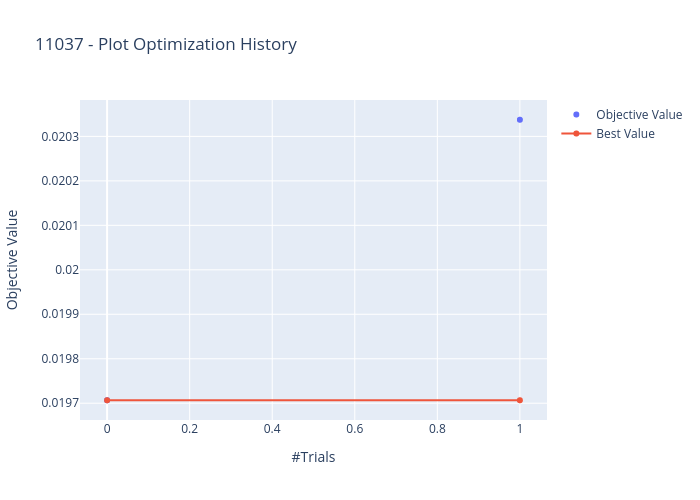 11037 - Plot Optimization History
Objective Value
Best Value
0.0203
0.0202
0.0201
0.02
0.0199
0.0198
0.0197
Objective Value
0
0.2
0.4
0.6
0.8
1
#Trials